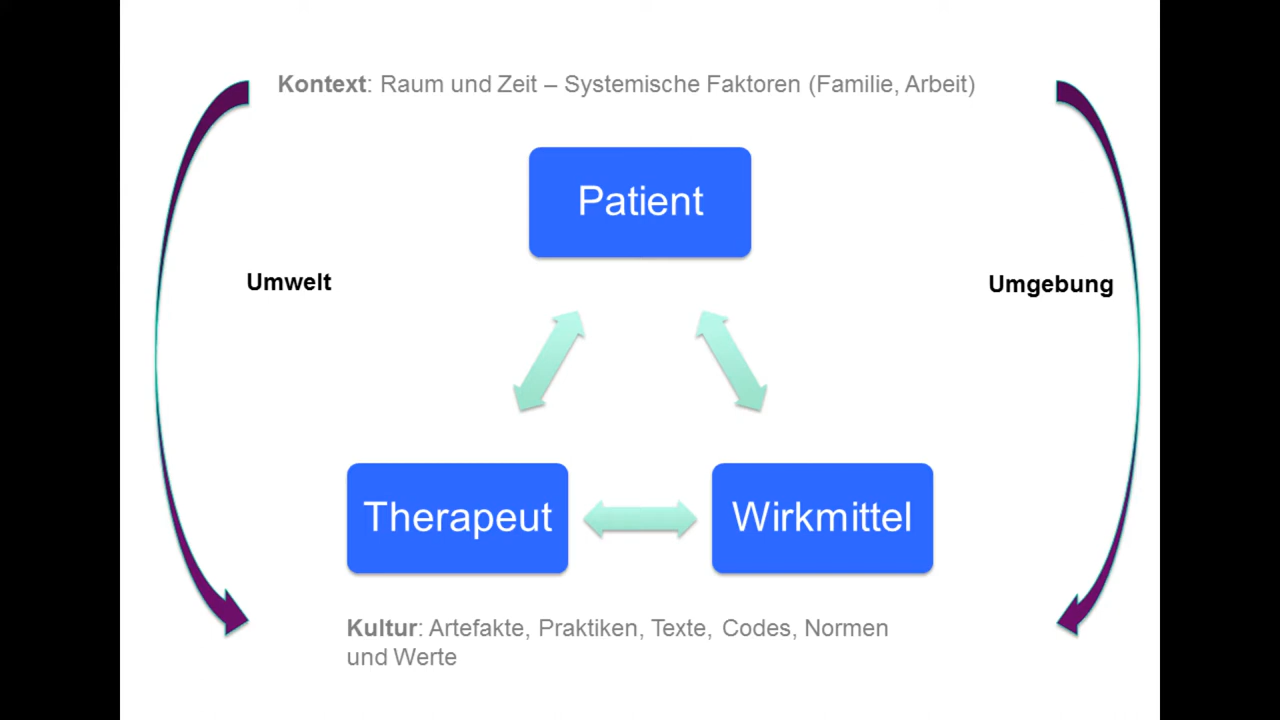 Kontext: Raum und Zeit – Systemische Faktoren (Familie, Arbeit)
Patient
Umwelt
Umgebung
Therapeut
Wirkmittel
Kultur: Artefakte, Praktiken, Texte, Codes, Normen
und Werte